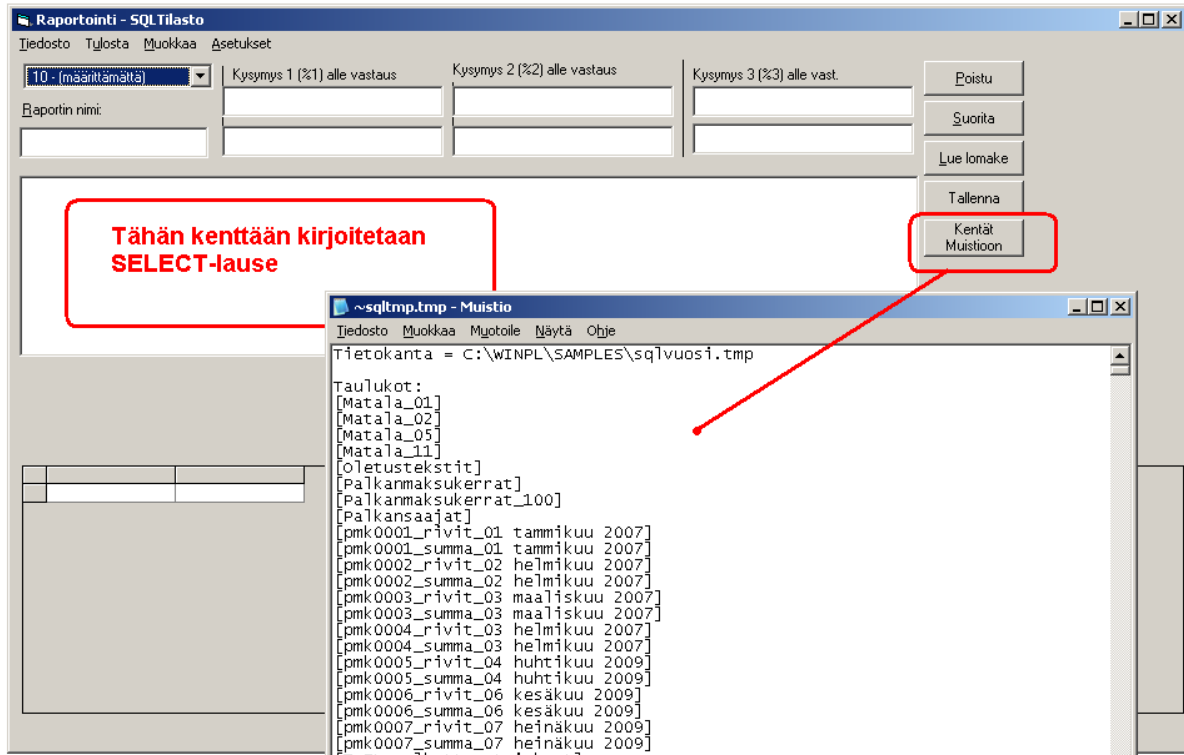 Raportointi - SQLTilasto
Tiedosto Tulosta Muokkaa Asetukset
10 - (määrittämättä)
Kysymys 1 (%1) alle vastaus
Kysymys 2 (%2) alle vastaus
Kysymys 3 (%3) alle vast.
Raportin nimi:
Poistu
Suorita
Lue lomake
Tallenna
Kentät
Muistioon
Tähän kenttään kirjoitetaan
SELECT-lause
~sqltmp.tmp - Muistio
Tiedosto Muokkaa Muotoile Näytä Ohje
Tietokanta = C:\WINPL\SAMPLES\sqlvuosi.tmp
Taulukot:
[Matala_01]
[Matala_02]
[Matala_05]
[Matala_11]
[Oletustekstit]
[Palkanmaksukerrat]
[Palkanmaksukerrat_100]
[Palkansaajat]
[pmk0001_rivit_01 tammikuu 2007]
[pmk0001_summa_01 tammikuu 2007]
[pmk0002_rivit_02 helmikuu 2007]
[pmk0002_summa_02 helmikuu 2007]
[pmk0003_rivit_03 maaliskuu 2007]
[pmk0003_summa_03 maaliskuu 2007]
[pmk0004_rivit_03 helmikuu 2007]
[pmk0004_summa_03 helmikuu 2007]
[pmk0005_rivit_04 huhtikuu 2009]
[pmk0005_summa_04 huhtikuu 2009]
[pmk0006_rivit_06 kesäkuu 2009]
[pmk0006_summa_06 kesäkuu 2009]
[pmk0007_rivit_07 heinäkuu 2009]
[pmk0007_summa_07 heinäkuu 2009]